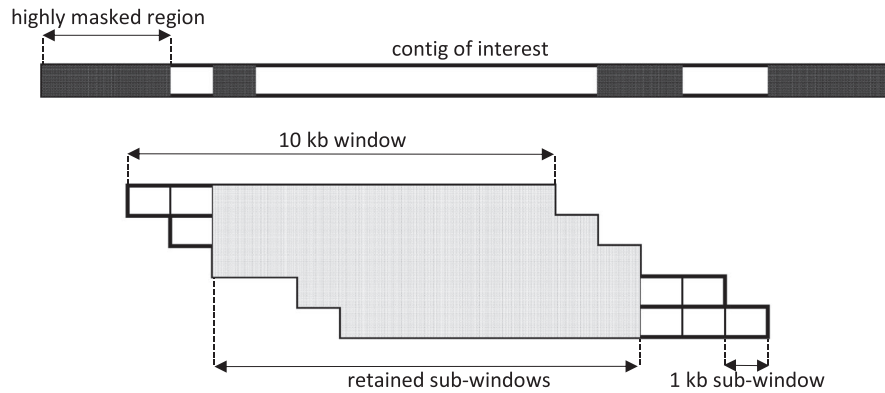 highly masked region
contig of interest
10 kb window
retained sub-windows
1 kb sub-window